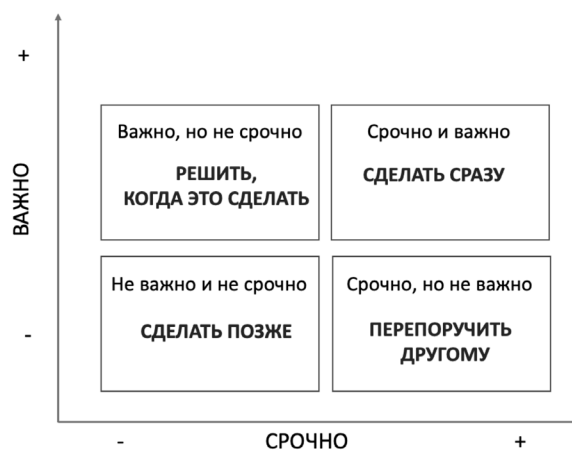 +
Важно, но не срочно
РЕШИТЬ,
КОГДА ЭТО СДЕЛАТЬ
Срочно и важно
СДЕЛАТЬ СРАЗУ
ВАЖНО
Не важно и не срочно
СДЕЛАТЬ ПОЗЖЕ
Срочно, но не важно
ПЕРЕПОРУЧИТЬ
ДРУГОМУ
-
-
СРОЧНО
+